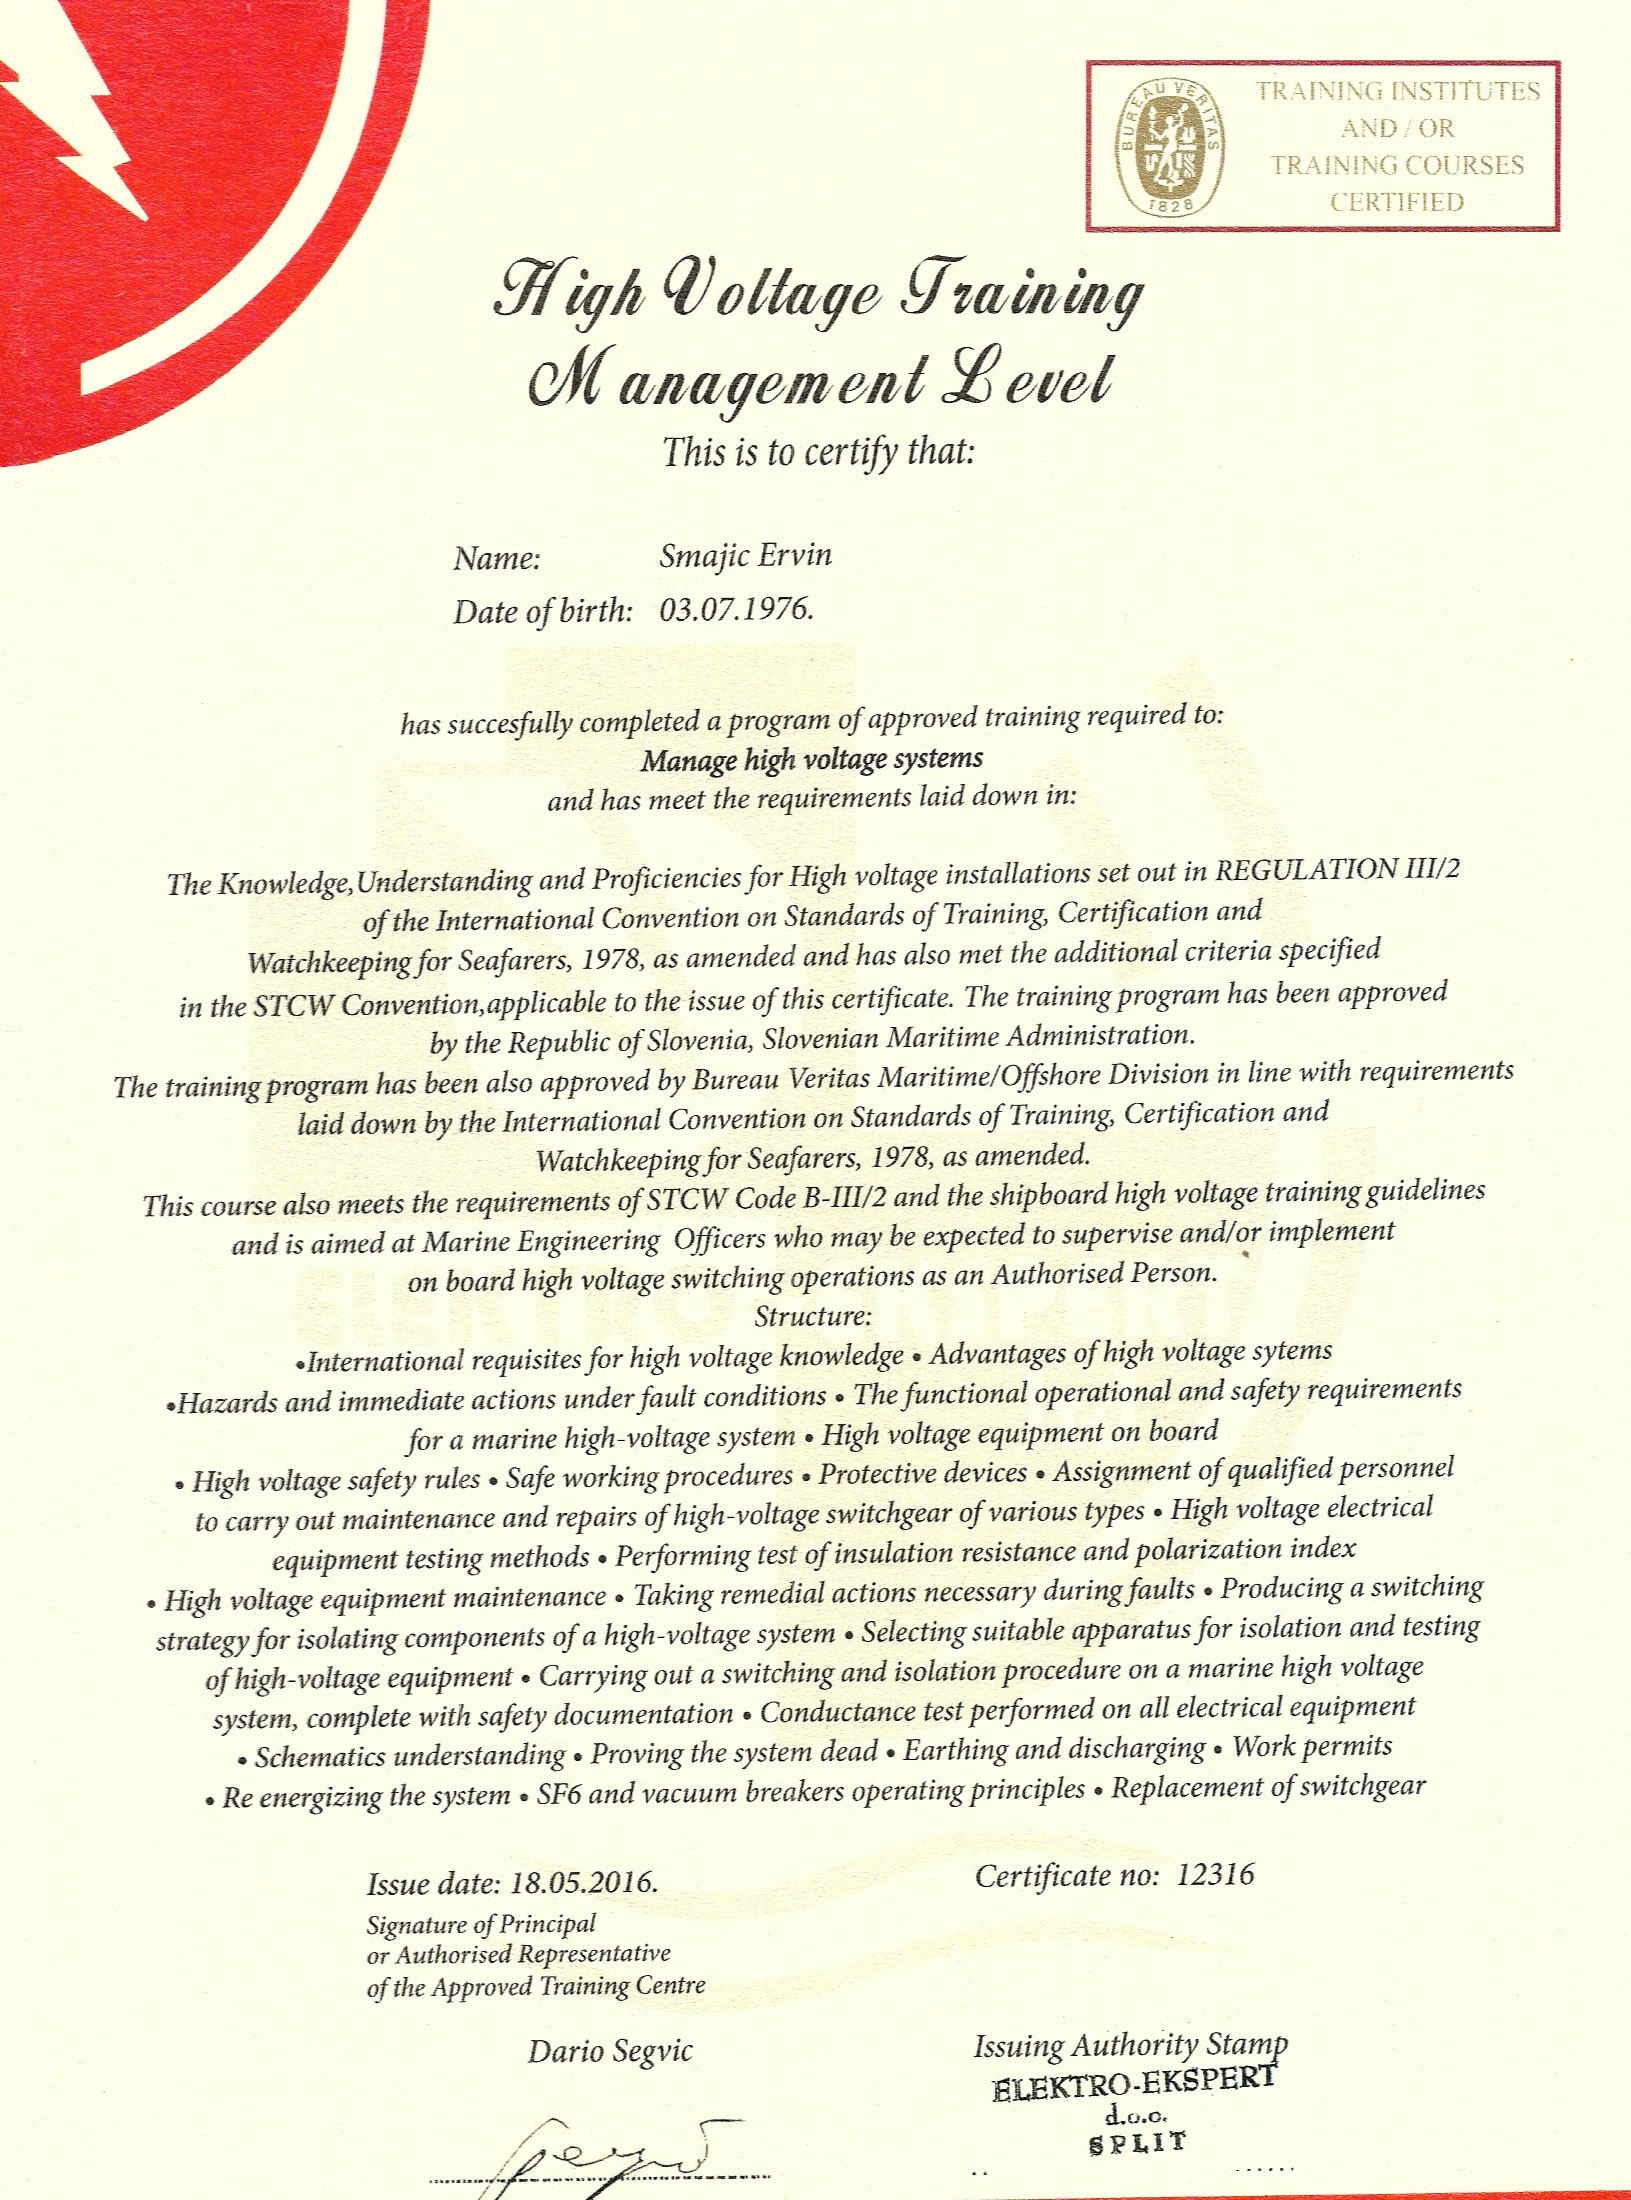 BUREAU VERITAS
1828
TRAINING INSTITUTES
AND / OR
TRAINING COURSES
CERTIFIED
High Voltage Training
Management Level
This is to certify that:
Name: Smajic Ervin
Date of birth: 03.07.1976.
has succesfully completed a program of approved training required to:
Manage high voltage systems
and has meet the requirements laid down in:
The Knowledge,Understanding and Proficiencies for High voltage installations set out in REGULATION III/2
of the International Convention on Standards of Training, Certification and
Watchkeeping for Seafarers, 1978, as amended and has also met the additional criteria specified
in the STCW Convention,applicable to the issue of this certificate. The training program has been approved
by the Republic of Slovenia, Slovenian Maritime Administration.
The training program has been also approved by Bureau Veritas Maritime/Offshore Division in line with requirements
laid down by the International Convention on Standards of Training, Certification and
Watchkeeping for Seafarers, 1978, as amended.
This course also meets the requirements of STCW Code B-III/2 and the shipboard high voltage training guidelines
and is aimed at Marine Engineering Officers who may be expected to supervise and/or implement
on board high voltage switching operations as an Authorised Person.
Structure:
•International requisites for high voltage knowledge • Advantages of high voltage sytems
•Hazards and immediate actions under fault conditions • The functional operational and safety requirements
for a marine high-voltage system • High voltage equipment on board
• High voltage safety rules • Safe working procedures • Protective devices • Assignment of qualified personnel
to carry out maintenance and repairs of high-voltage switchgear of various types • High voltage electrical
equipment testing methods • Performing test of insulation resistance and polarization index
• High voltage equipment maintenance • Taking remedial actions necessary during faults • Producing a switching
strategy for isolating components of a high-voltage system • Selecting suitable apparatus for isolation and testing
of high-voltage equipment • Carrying out a switching and isolation procedure on a marine high voltage
system, complete with safety documentation • Conductance test performed on all electrical equipment
• Schematics understanding • Proving the system dead • Earthing and discharging • Work permits
• Re energizing the system • SF6 and vacuum breakers operating principles • Replacement of switchgear
Issue date: 18.05.2016.
Certificate no: 12316
Signature of Principal
or Authorised Representative
of the Approved Training Centre
Dario Segvic
Issuing Authority Stamp
ELEKTRO-EKSPERT
d.o.o.
SPLIT